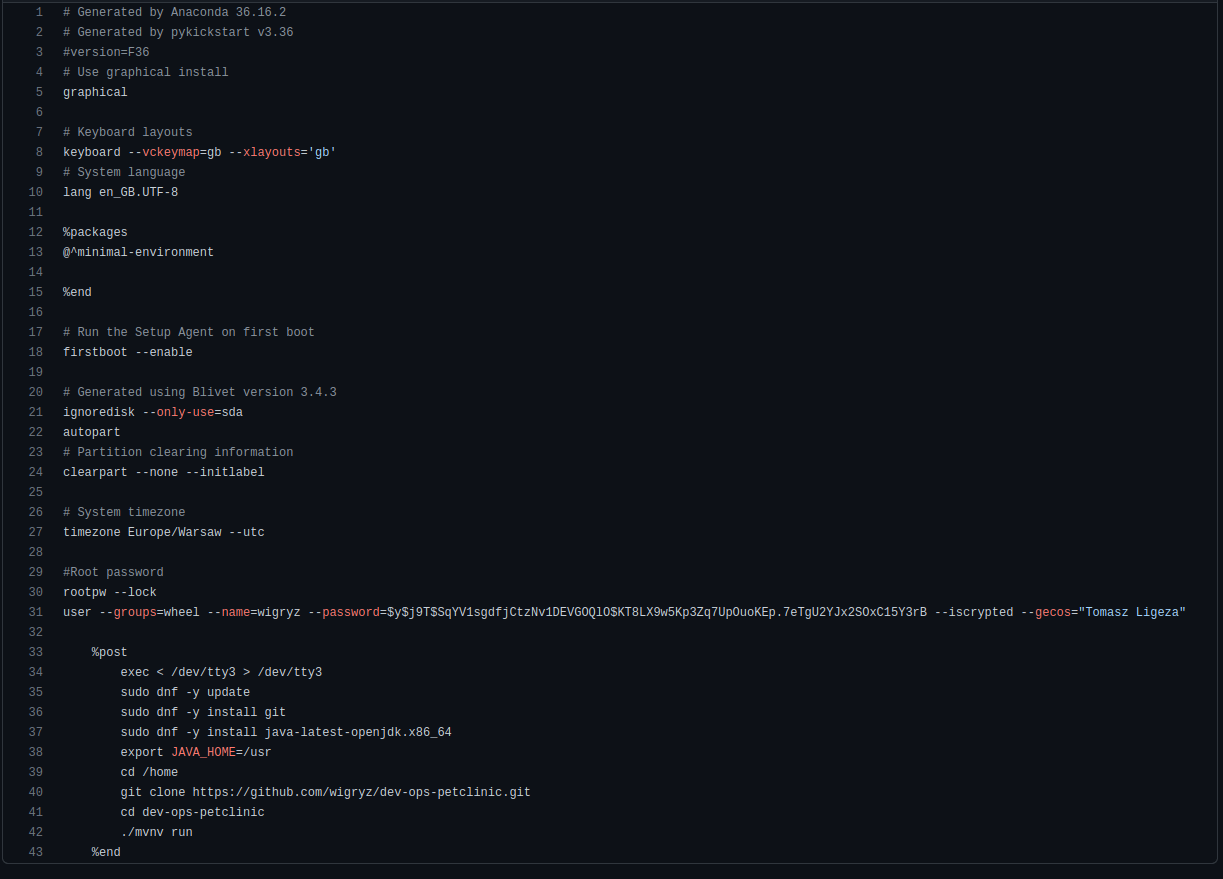 1 # Generated by Anaconda 36.16.2
2 # Generated by pykickstart v3.36
3 #version=F36
4 # Use graphical install
5 graphical
6
7 # Keyboard layouts
8 keyboard --vckeymap=gb --xlayouts='gb'
9 # System language
10 lang en_GB.UTF-8
11
12 %packages
13 @^minimal-environment
14
15 %end
16
17 # Run the Setup Agent on first boot
18 firstboot --enable
19
20 # Generated using Blivet version 3.4.3
21 ignoredisk --only-use=sda
22 autopart
23 # Partition clearing information
24 clearpart --none --initlabel
25
26 # System timezone
27 timezone Europe/Warsaw --utc
28
29 #Root password
30 rootpw --lock
31 user --groups=wheel --name=wigryz --password=$y$j9T$SqYV1sgdfjCtzNv1DEVGOQlO$KT8LX9w5Kp3Zq7UpOuoKEp.7eTgU2YJx2SOxC15Y3rB --iscrypted --gecos="Tomasz Ligeza"
32
33     %post
34         exec < /dev/tty3 > /dev/tty3
35         sudo dnf -y update
36         sudo dnf -y install git
37         sudo dnf -y install java-latest-openjdk.x86_64
38         export JAVA_HOME=/usr
39         cd /home
40         git clone https://github.com/wigryz/dev-ops-petclinic.git
41         cd dev-ops-petclinic
42         ./mvnv run
43     %end